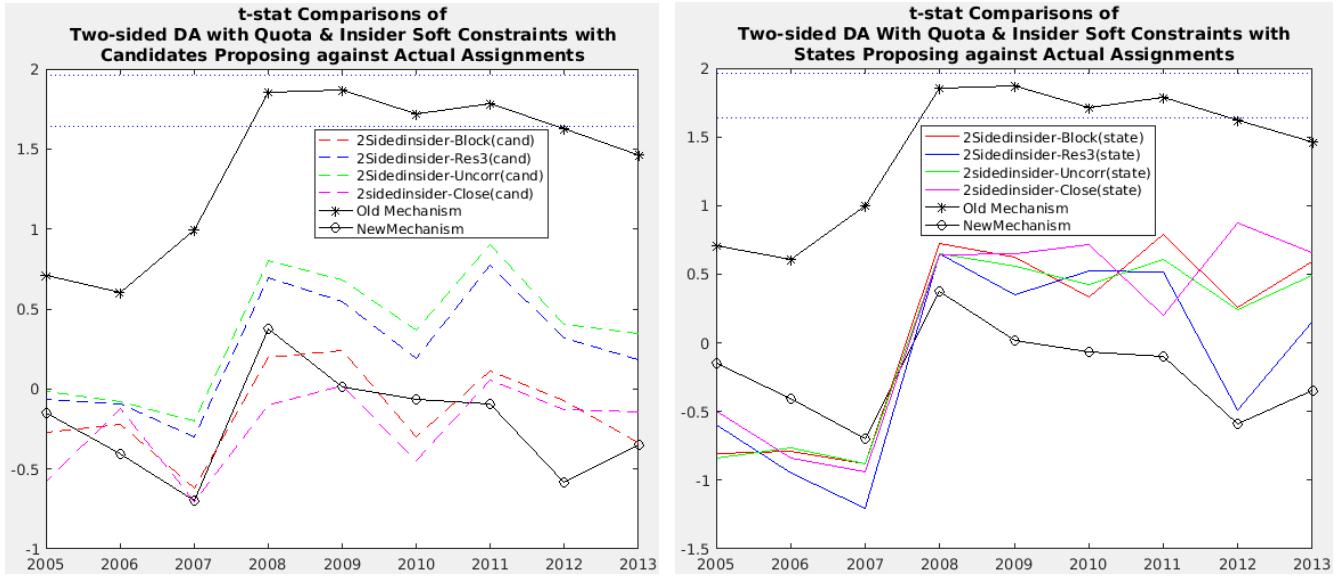 t-stat Comparisons of
Two-sided DA with Quota & Insider Soft Constraints with
Candidates Proposing against Actual Assignments
2
1.5
1
0.5
0
-0.5
-1
2005 2006 2007 2008 2009 2010 2011 2012 2013
2Sidedinsider-Block(cand)
2Sidedinsider-Res3(cand)
2Sidedinsider-Uncorr(cand)
2sidedinsider-Close(cand)
Old Mechanism
NewMechanism
t-stat Comparisons of
Two-sided DA With Quota & Insider Soft Constraints with
States Proposing against Actual Assignments
2
1.5
1
0.5
0
-0.5
-1
-1.5
2005 2006 2007 2008 2009 2010 2011 2012 2013
2Sidedinsider-Block(state)
2Sidedinsider-Res3(state)
2sidedinsider-Uncorr(state)
2sidedinsider-Close(state)
Old Mechanism
NewMechanism